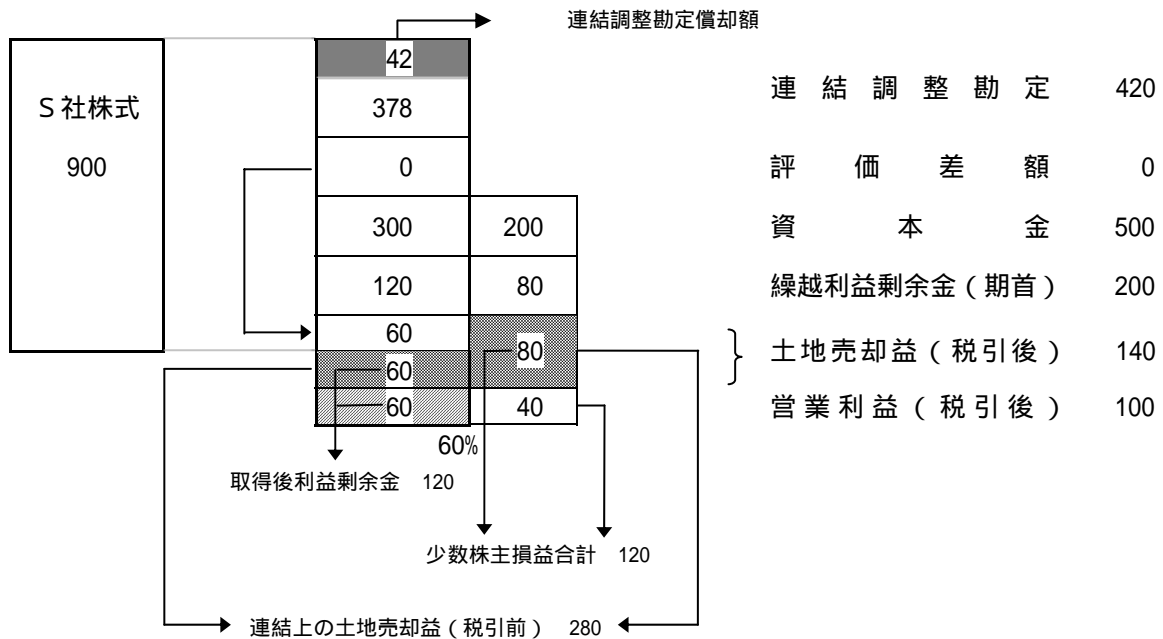 連結調整勘定償却額
42
連結調整勘定 420
S社株式
378
900
0
評価差額 0
300 200
資本金 500
120 80
繰越利益剰余金(期首) 200
60
80
土地売却益(税引後) 140
60
60 40
営業利益(税引後) 100
60%
取得後利益剰余金 120
少数株主損益合計 120
連結上の土地売却益(税引前) 280